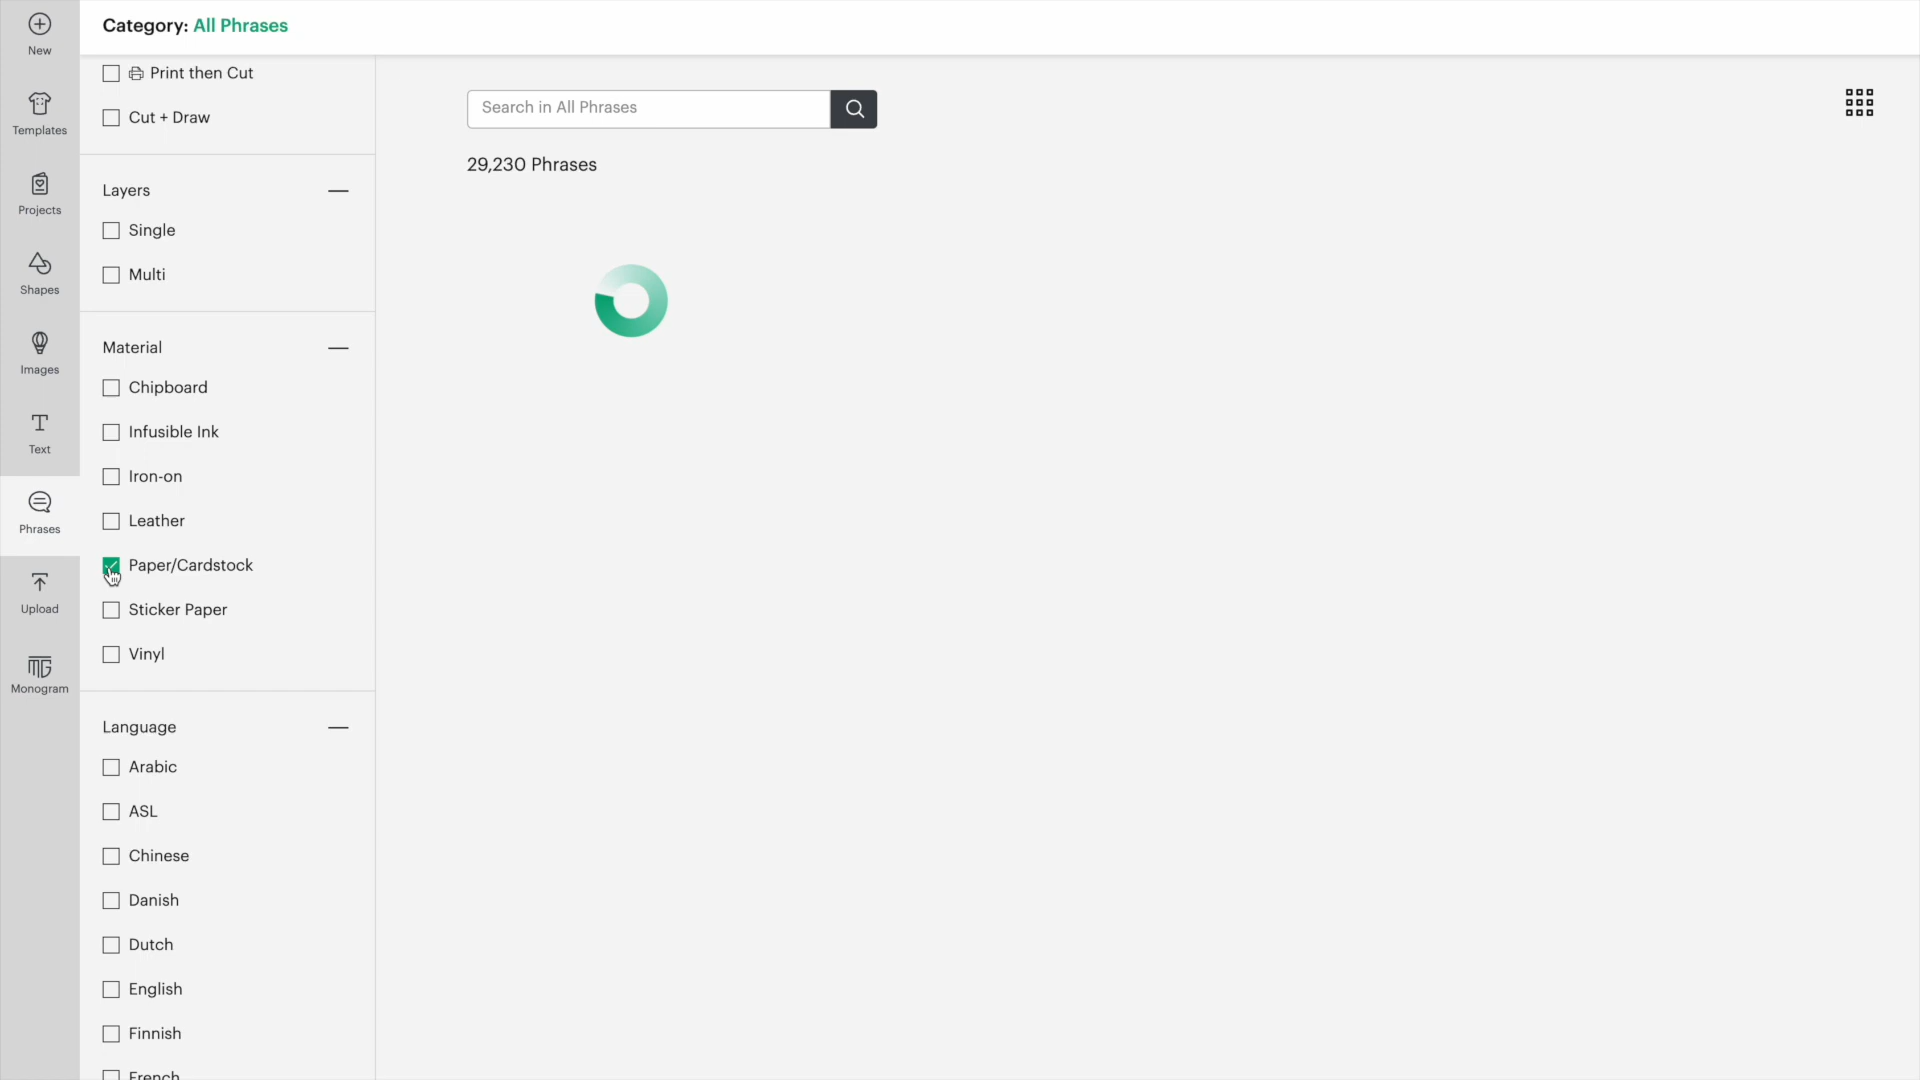 Category: All Phrases
New
Templates
Projects
Shapes
Images
Text
Phrases
Upload
Monogram
Print then Cut
Cut + Draw
Layers
Single
Multi
Material
Chipboard
Infusible Ink
Iron-on
Leather
Paper/Cardstock
Sticker Paper
Vinyl
Language
Arabic
ASL
Chinese
Danish
Dutch
English
Finnish
French
Search in All Phrases
29,230 Phrases